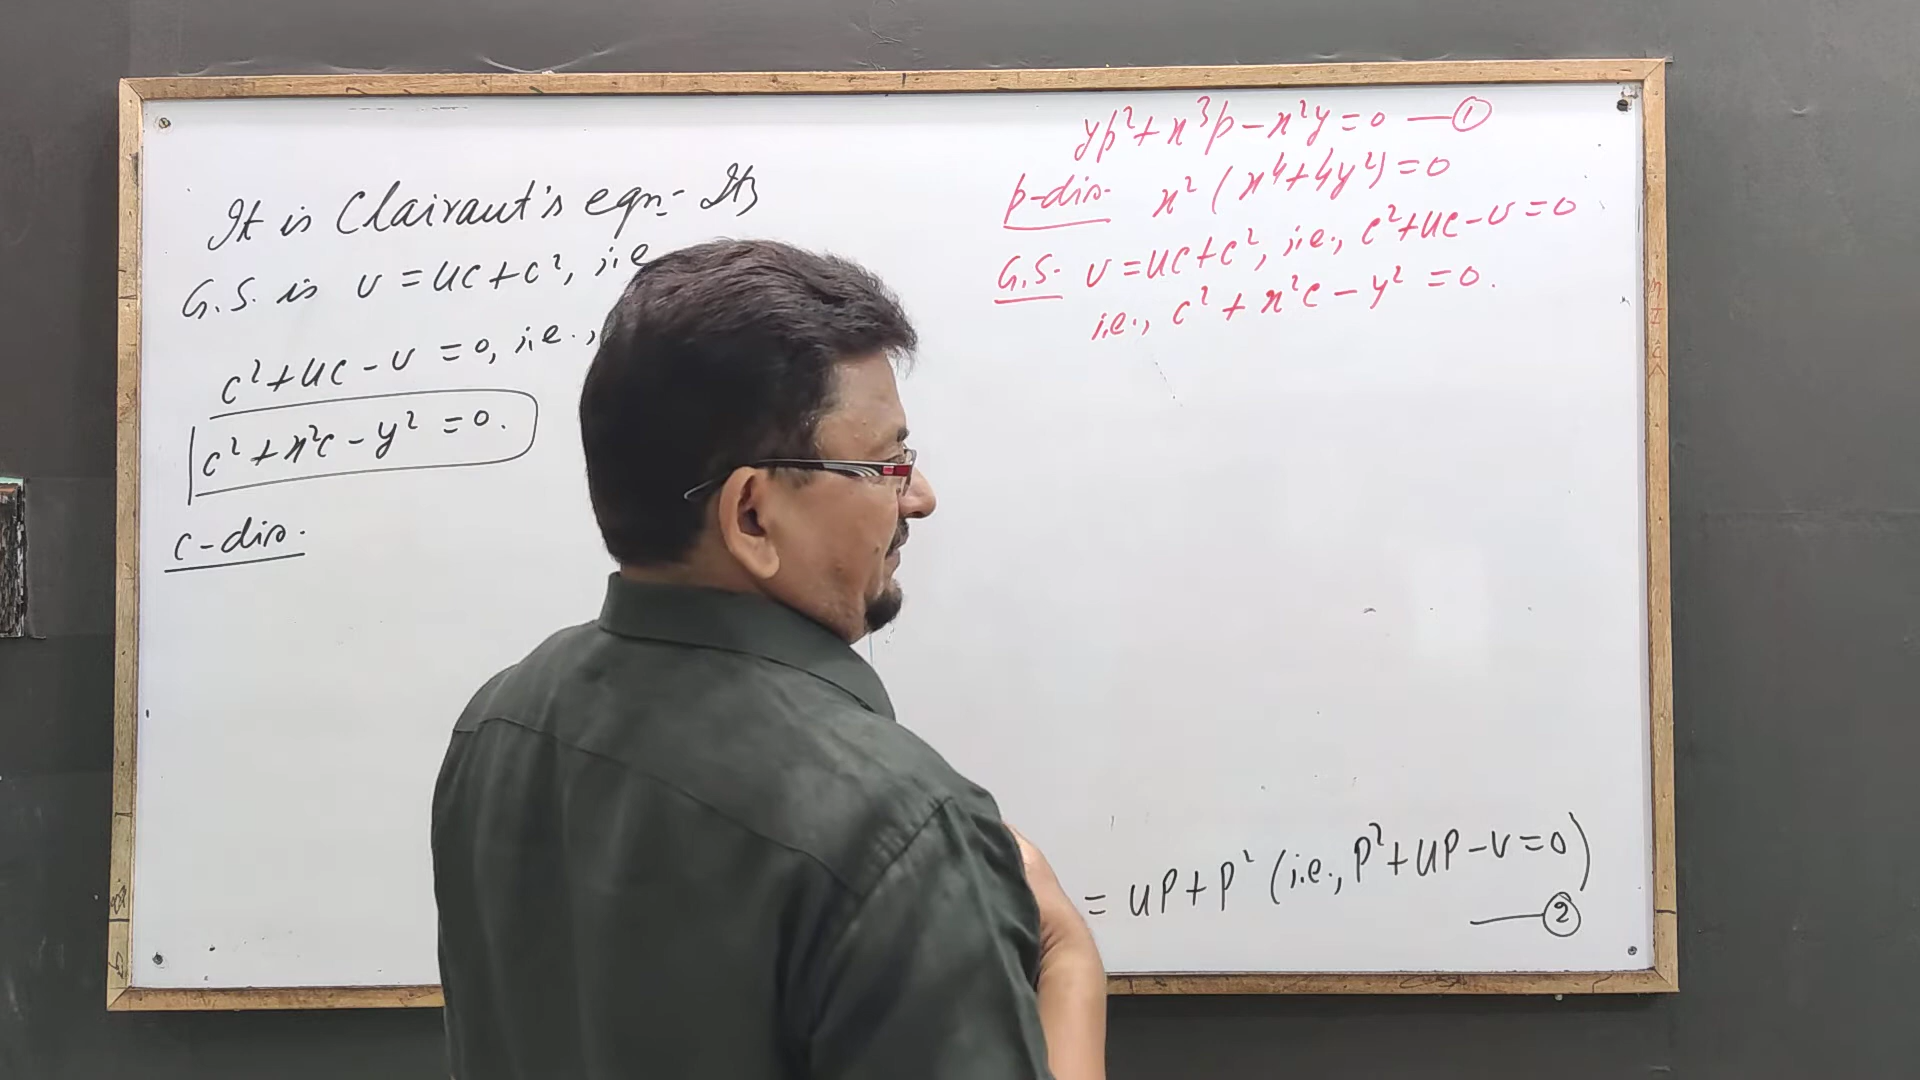 It is Clairaut's eqn. Its
G.S. is v = uc + c², i.e
c² + uc - v = 0, i.e.,
c² + x²c - y² = 0.
c-dis.
yp² + x³p - x²y = 0 — ①
p-dis. x² (x⁴ + 4y²) = 0
G.S. v = uc + c², i.e., c² + uc - v = 0
i.e., c² + x²c - y² = 0.
= uP + P² (i.e., P² + uP - v = 0)
— ②